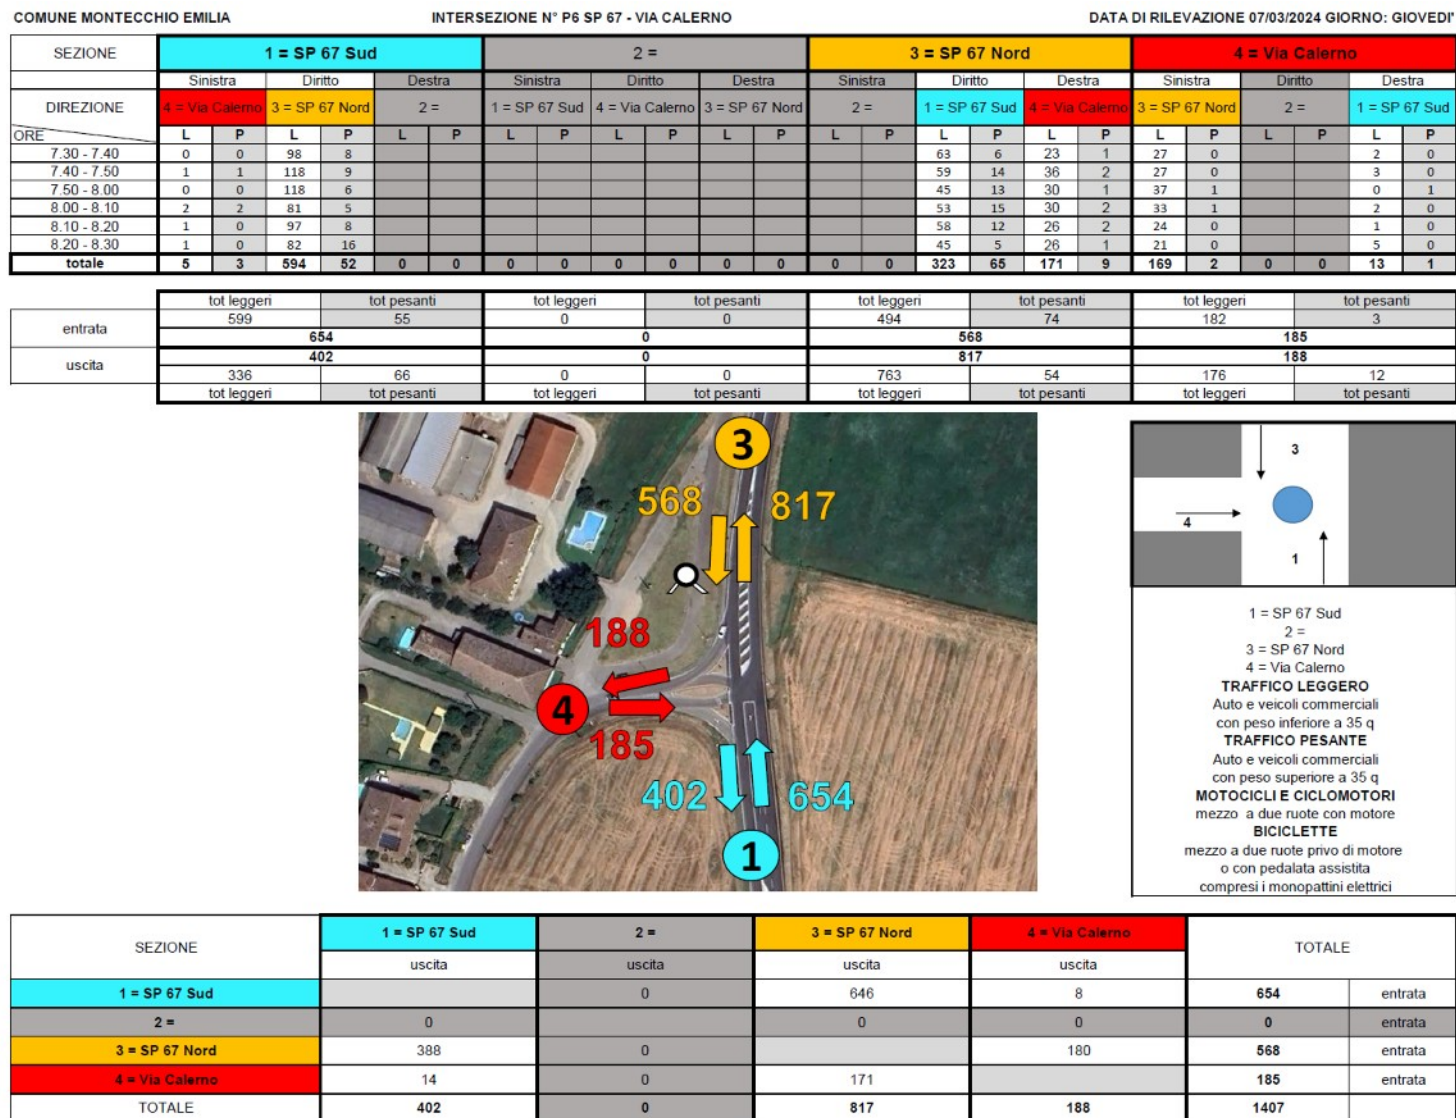 COMUNE MONTECCHIO EMILIA INTERSEZIONE N° P6 SP 67 - VIA CALERNO DATA DI RILEVAZIONE 07/03/2024 GIORNO: GIOVEDI'
SEZIONE 1 = SP 67 Sud 2 = 3 = SP 67 Nord 4 = Via Calerno
Sinistra Diritto Destra Sinistra Diritto Destra Sinistra Diritto Destra Sinistra Diritto Destra
DIREZIONE 4 = Via Calerno 3 = SP 67 Nord 2 = 1 = SP 67 Sud 4 = Via Calerno 3 = SP 67 Nord 2 = 1 = SP 67 Sud 4 = Via Calerno 3 = SP 67 Nord 2 = 1 = SP 67 Sud
ORE L P L P L P L P L P L P L P L P L P L P L P L P
7.30 - 7.40 0 0 98 8 63 6 23 1 27 0 2 0
7.40 - 7.50 1 1 118 9 59 14 36 2 27 0 3 0
7.50 - 8.00 0 0 118 6 45 13 30 1 37 1 0 1
8.00 - 8.10 2 2 81 5 53 15 30 2 33 1 2 0
8.10 - 8.20 1 0 97 8 58 12 26 2 24 0 1 0
8.20 - 8.30 1 0 82 16 45 5 26 1 21 0 5 0
totale 5 3 594 52 0 0 0 0 0 0 0 0 0 0 323 65 171 9 169 2 0 0 13 1
tot leggeri tot pesanti tot leggeri tot pesanti tot leggeri tot pesanti tot leggeri tot pesanti
entrata 599 55 0 0 494 74 182 3
654 0 568 185
uscita 402 0 817 188
336 66 0 0 763 54 176 12
tot leggeri tot pesanti tot leggeri tot pesanti tot leggeri tot pesanti tot leggeri tot pesanti
3
568 817
188
4
185
402 654
1
3
4
1
1 = SP 67 Sud
2 =
3 = SP 67 Nord
4 = Via Calerno
TRAFFICO LEGGERO
Auto e veicoli commerciali
con peso inferiore a 35 q
TRAFFICO PESANTE
Auto e veicoli commerciali
con peso superiore a 35 q
MOTOCICLI E CICLOMOTORI
mezzo a due ruote con motore
BICICLETTE
mezzo a due ruote privo di motore
o con pedalata assistita
compresi i monopattini elettrici
SEZIONE 1 = SP 67 Sud 2 = 3 = SP 67 Nord 4 = Via Calerno TOTALE
uscita uscita uscita uscita
1 = SP 67 Sud 0 646 8 654 entrata
2 = 0 0 0 0 entrata
3 = SP 67 Nord 388 0 180 568 entrata
4 = Via Calerno 14 0 171 185 entrata
TOTALE 402 0 817 188 1407